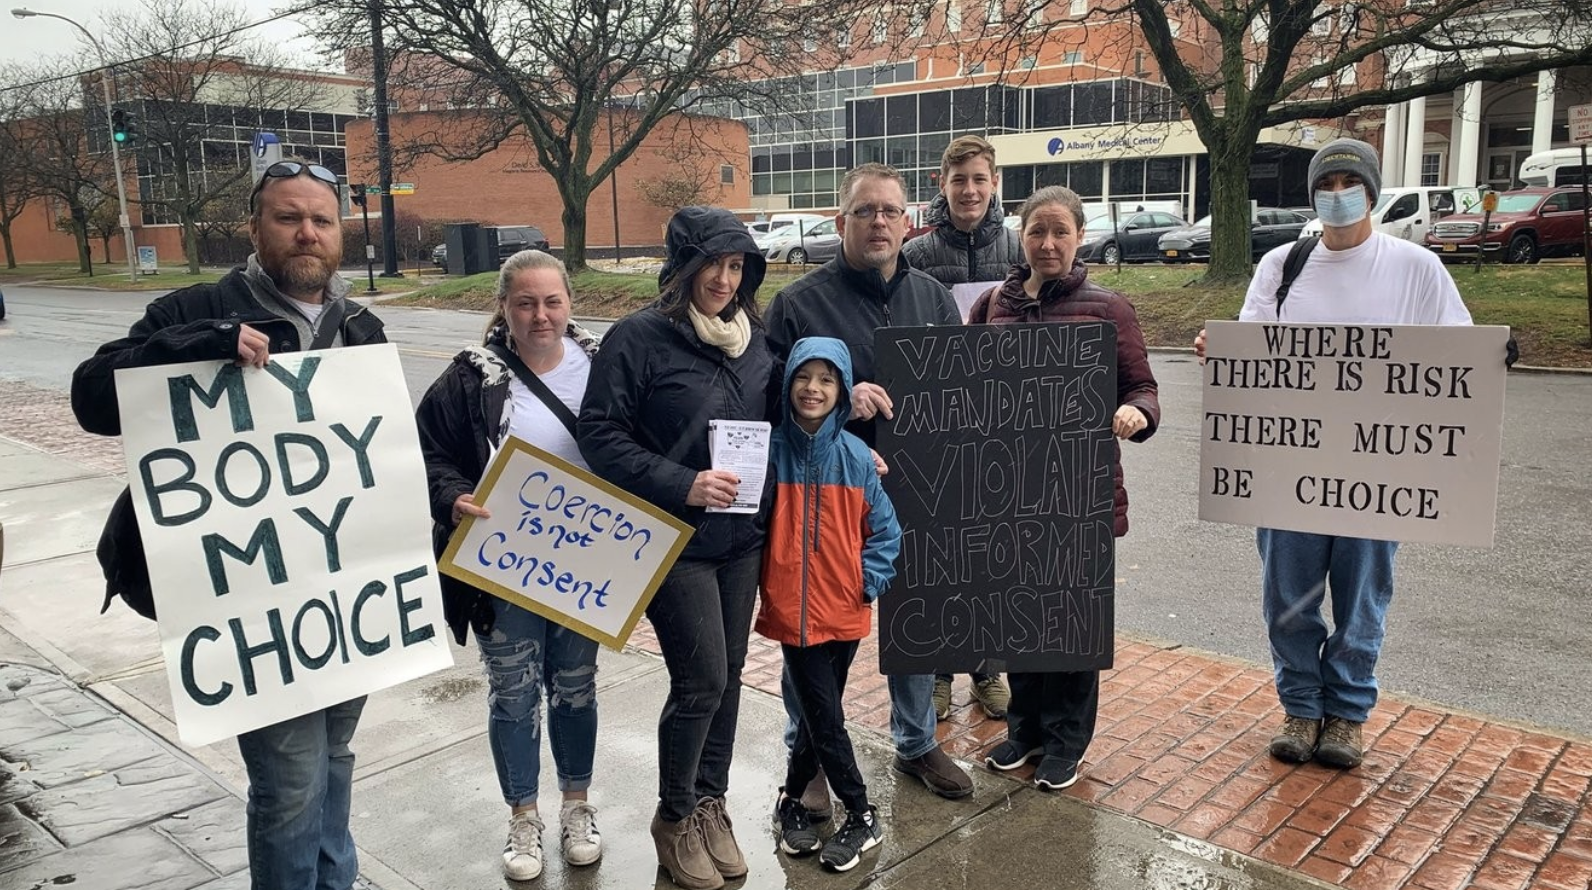 Albany Medical Center
MY
BODY
MY
CHOICE
Coercion
is not
Consent
VACCINE
MANDATES
VIOLATE
INFORMED
CONSENT
WHERE
THERE IS RISK
THERE MUST
BE CHOICE